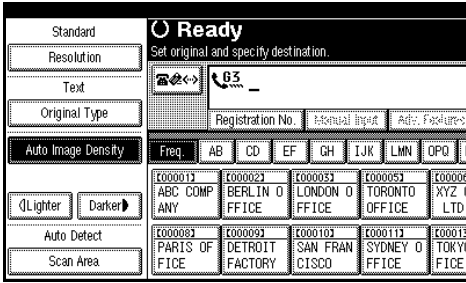 Standard
Resolution
Text
Original Type
Auto Image Density
Lighter
Darker
Auto Detect
Scan Area
Ready
Set original and specify destination.
G3 _
Registration No.
Manual Input
Adv. Features
Freq. AB CD EF GH IJK LMN OPQ
[00001] [00002] [00003] [00005] [00006
ABC COMP BERLIN O LONDON O TORONTO XYZ
ANY FFICE FFICE OFFICE LTD
[00008] [00009] [00010] [00011] [00013
PARIS OF DETROIT SAN FRAN SYDNEY O TOKY
FICE FACTORY CISCO FFICE FICE